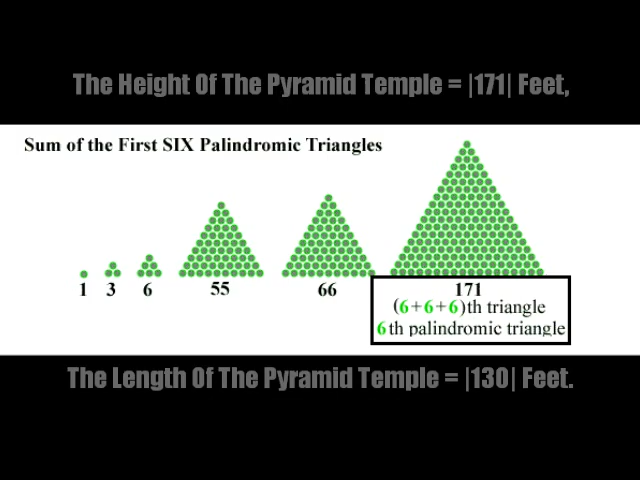 The Height Of The Pyramid Temple = |171| Feet,
Sum of the First SIX Palindromic Triangles
1 3 6 55 66 171
(6+6+6)th triangle
6th palindromic triangle
The Length Of The Pyramid Temple = |130| Feet.